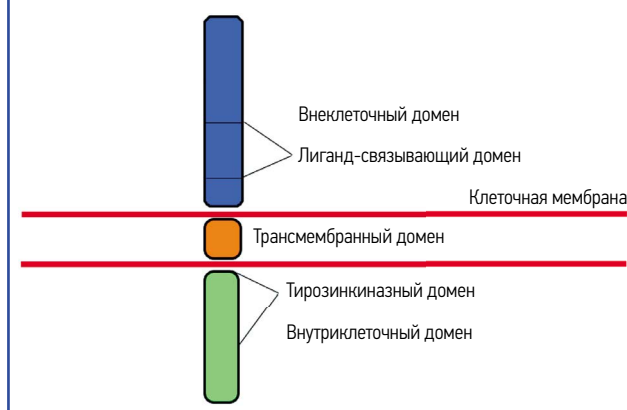 Внеклеточный домен
Лиганд-связывающий домен
Клеточная мембрана
Трансмембранный домен
Тирозинкиназный домен
Внутриклеточный домен